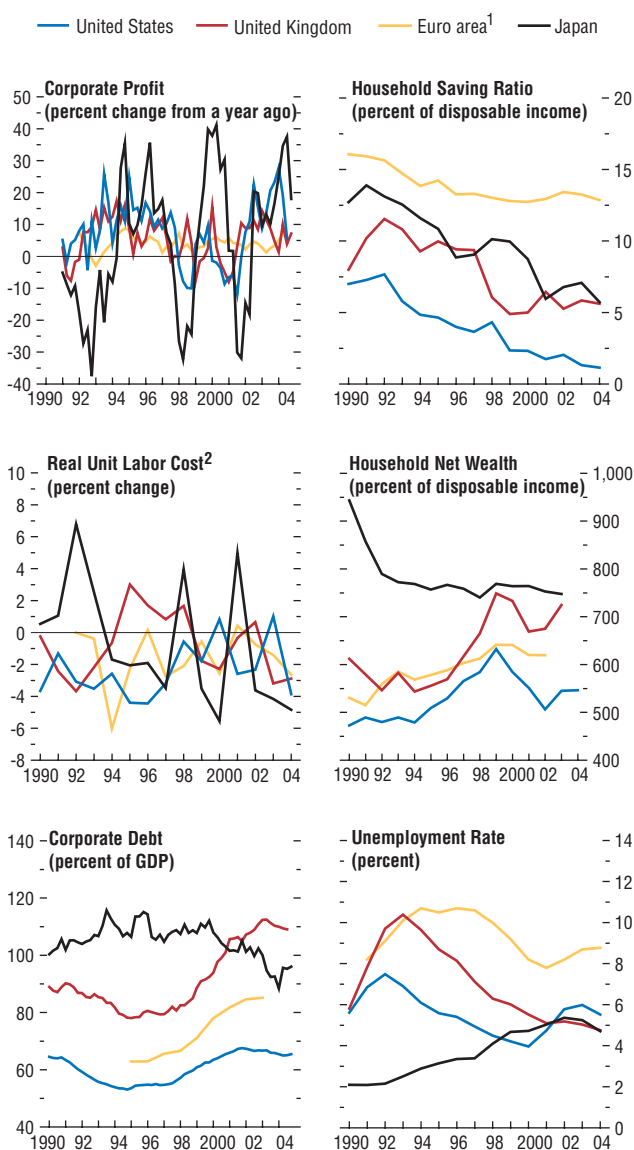 United States United Kingdom Euro area1 Japan
Corporate Profit
(percent change from a year ago)
50
40
30
20
10
0
-10
-20
-30
-40
1990 92 94 96 98 2000 02 04
Household Saving Ratio
(percent of disposable income)
20
15
10
5
0
1990 92 94 96 98 2000 02 04
Real Unit Labor Cost2
(percent change)
10
8
6
4
2
0
-2
-4
-6
-8
1990 92 94 96 98 2000 02 04
Household Net Wealth
(percent of disposable income)
1,000
900
800
700
600
500
400
1990 92 94 96 98 2000 02 04
Corporate Debt
(percent of GDP)
140
120
100
80
60
40
1990 92 94 96 98 2000 02 04
Unemployment Rate
(percent)
14
12
10
8
6
4
2
0
1990 92 94 96 98 2000 02 04